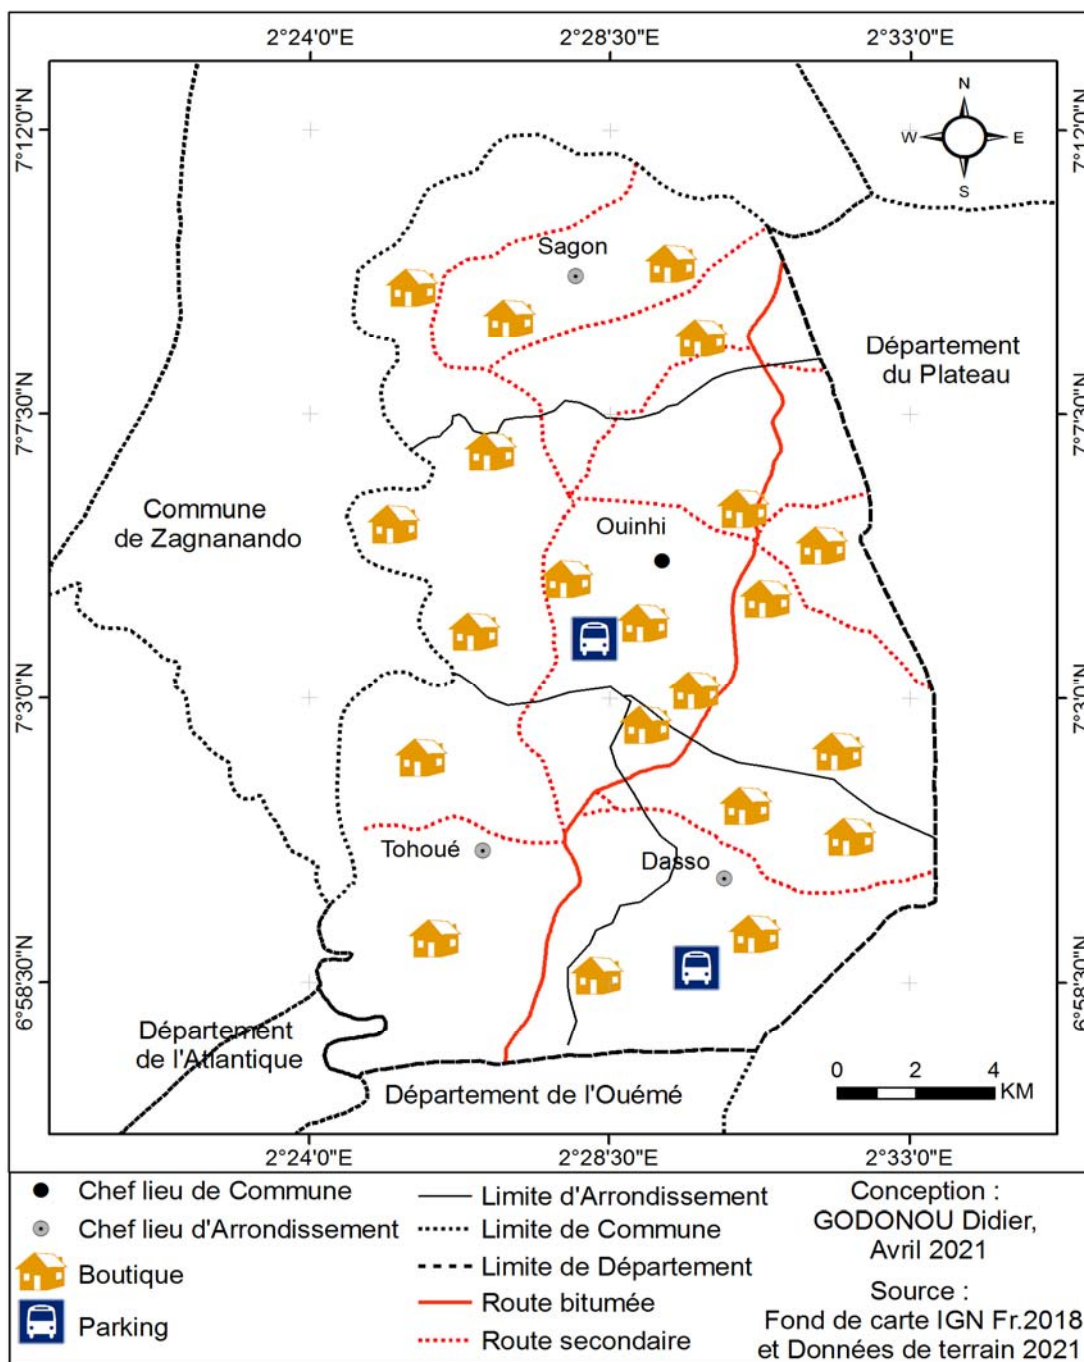 2°24'0"E
2°28'30"E
2°33'0"E
7°12'0"N
7°12'0"N
N
W
E
S
Sagon
Département
du Plateau
7°7'30"N
7°7'30"N
Commune
de Zagnanando
Ouinhi
7°3'0"N
7°3'0"N
Tohoué
Dasso
6°58'30"N
6°58'30"N
Département
de l'Atlantique
Département de l'Ouémé
0 2 4
KM
2°24'0"E
2°28'30"E
2°33'0"E
Chef lieu de Commune
Chef lieu d'Arrondissement
Boutique
Parking
Limite d'Arrondissement
Limite de Commune
Limite de Département
Route bitumée
Route secondaire
Conception :
GODONOU Didier,
Avril 2021
Source :
Fond de carte IGN Fr.2018
et Données de terrain 2021